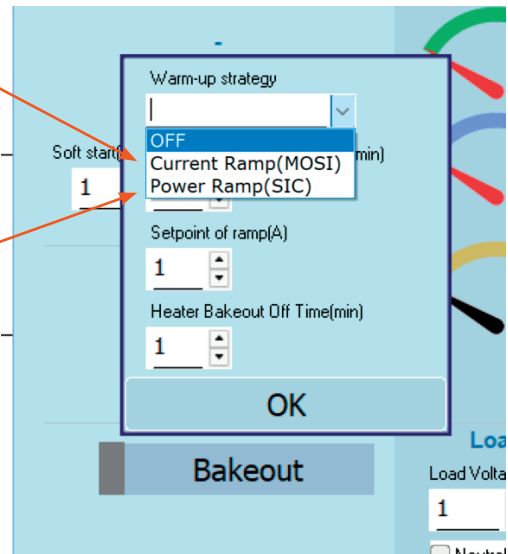 -
Warm-up strategy
OFF
Soft start(
min)
Current Ramp(MOSI)
Power Ramp(SIC)
1
Setpoint of ramp(A)
1
Heater Bakeout Off Time(min)
1
OK
Bakeout
Load Volta
1